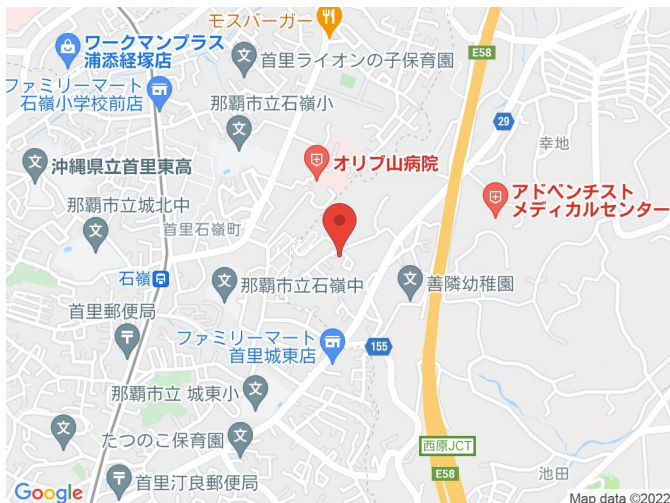 モスバーガー
ワークマンプラス
浦添経塚店
首里ライオンの子保育園
E58
ファミリーマート
石嶺小学校前店
那覇市立石嶺小
29
幸地
沖縄県立首里東高
オリブ山病院
アドベンチスト
メディカルセンター
那覇市立城北中
首里石嶺町
石嶺
那覇市立石嶺中
善隣幼稚園
首里郵便局
ファミリーマート
首里城東店
155
那覇市立 城東小
たつのこ保育園
西原JCT
首里汀良郵便局
E58
池田
Google
Map data ©2022